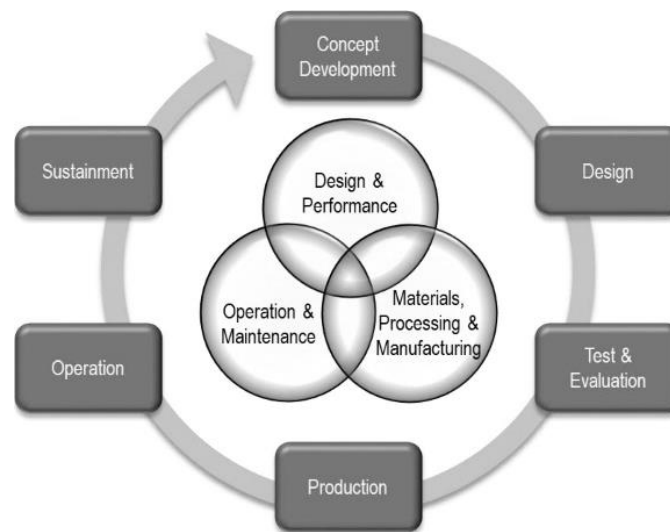 Concept
Development
Design
Test &
Evaluation
Production
Operation
Sustainment
Design &
Performance
Operation &
Maintenance
Materials,
Processing &
Manufacturing